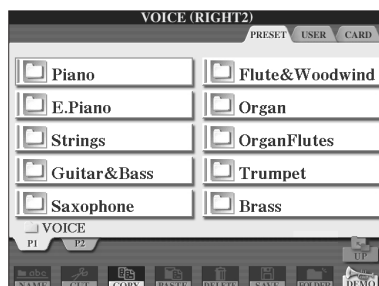 VOICE (RIGHT2)
PRESET USER CARD
Piano
Flute&Woodwind
E.Piano
Organ
Strings
OrganFlutes
Guitar&Bass
Trumpet
Saxophone
Brass
VOICE
P1 P2
UP
abc
NAME CUT COPY PASTE DELETE SAVE FOLDER DEMO